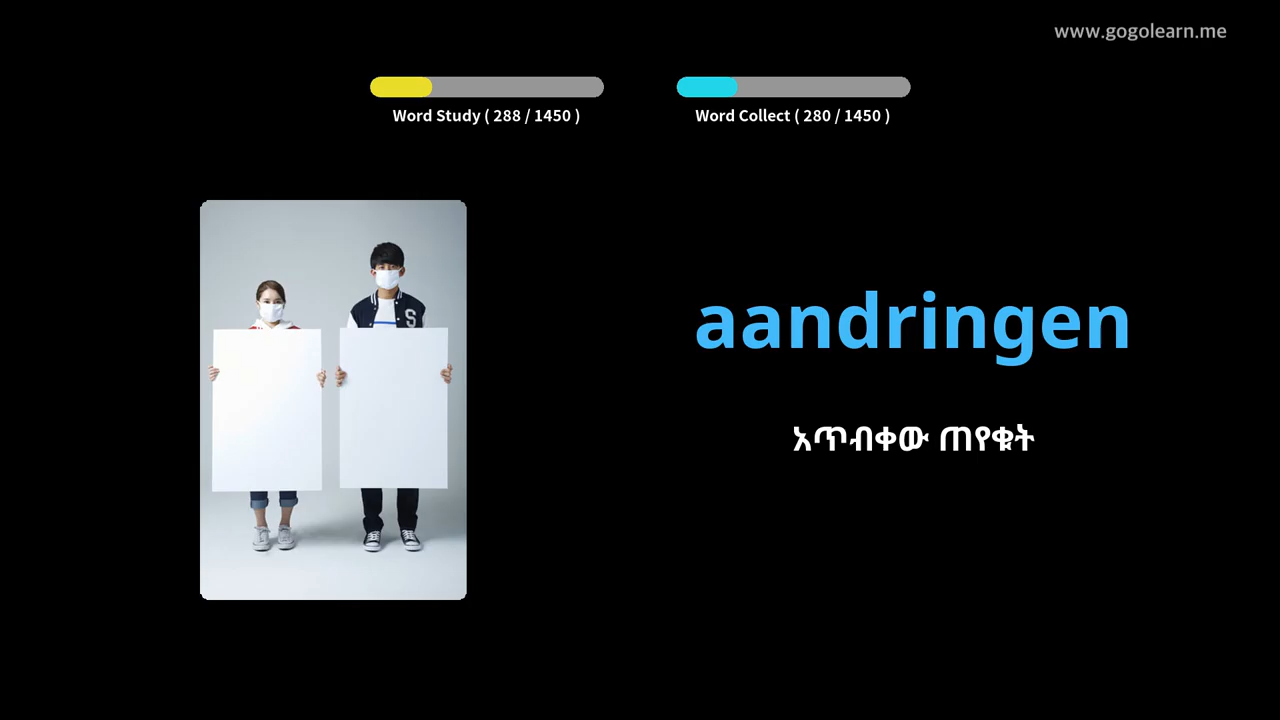 www.gogolearn.me
Word Study ( 288 / 1450 )
Word Collect ( 280 / 1450 )
S
aandringen
አጥብቀው ጠየቁት